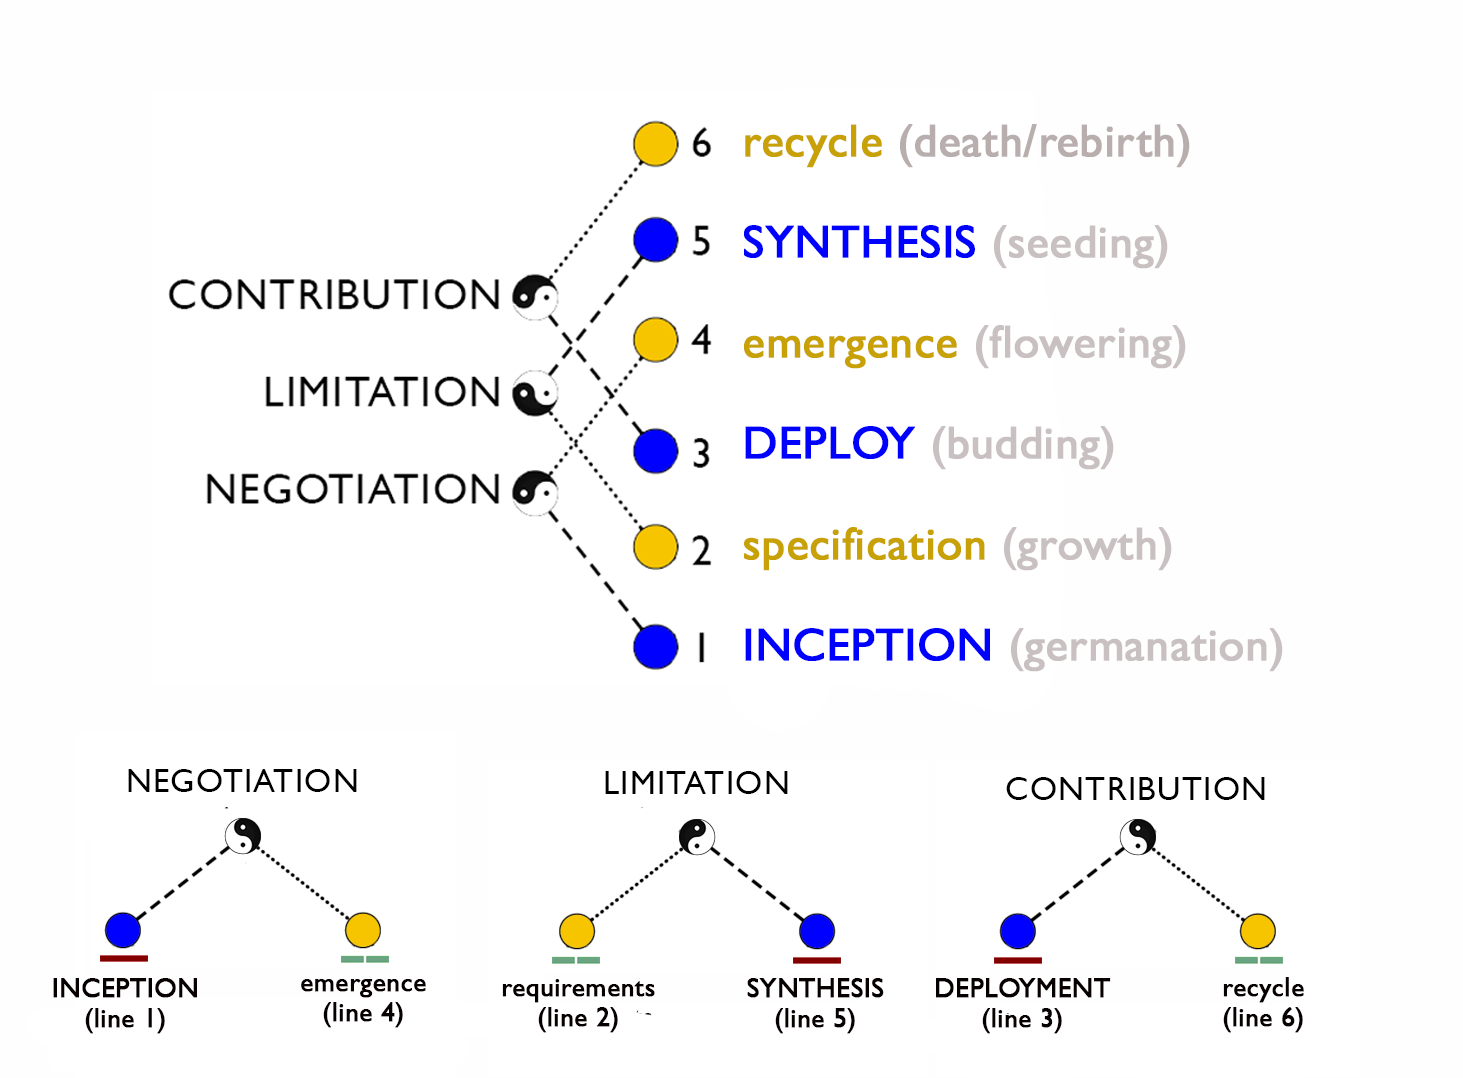 6 recycle (death/rebirth)
5 SYNTHESIS (seeding)
CONTRIBUTION
4 emergence (flowering)
LIMITATION
3 DEPLOY (budding)
NEGOTIATION
2 specification (growth)
1 INCEPTION (germanation)
NEGOTIATION
INCEPTION
(line 1)
emergence
(line 4)
LIMITATION
requirements
(line 2)
SYNTHESIS
(line 5)
CONTRIBUTION
DEPLOYMENT
(line 3)
recycle
(line 6)